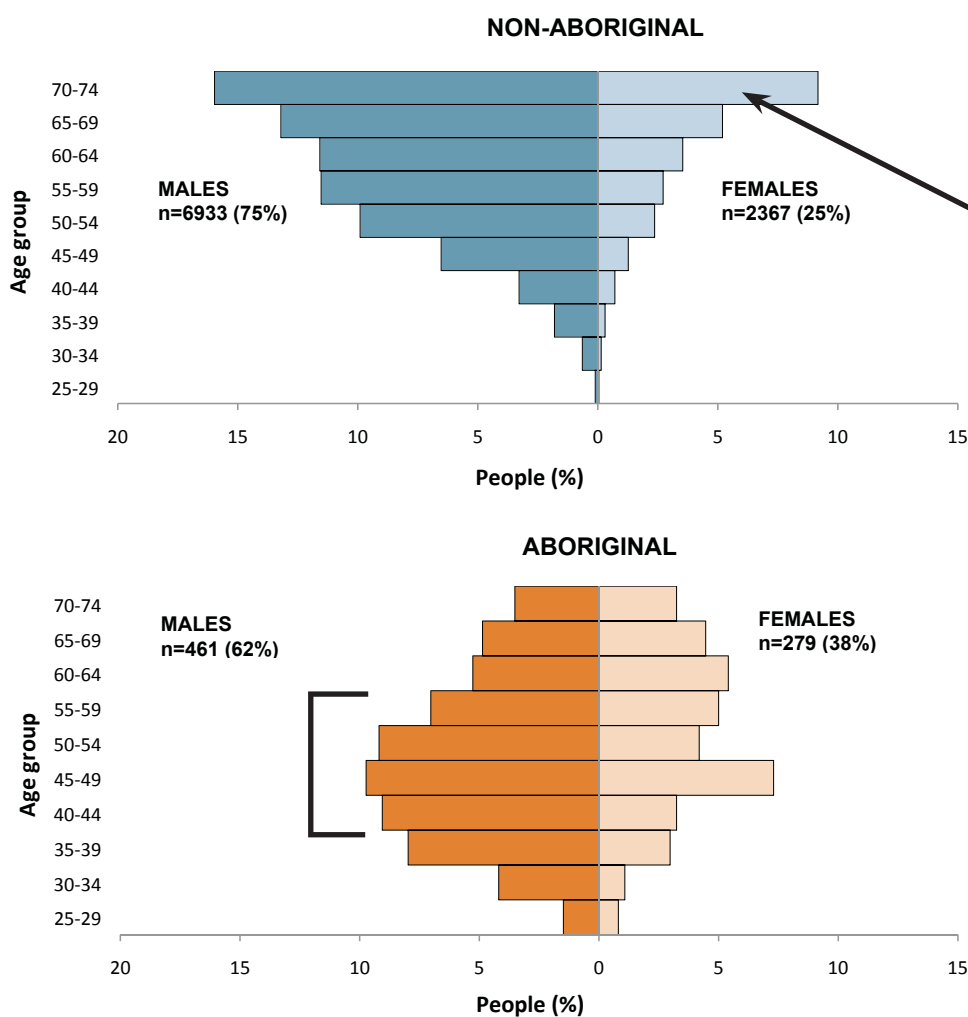 NON-ABORIGINAL
Age group
70-74
65-69
60-64
55-59
50-54
45-49
40-44
35-39
30-34
25-29
MALES
n=6933 (75%)
FEMALES
n=2367 (25%)
20 15 10 5 0 5 10 15
People (%)
ABORIGINAL
Age group
70-74
65-69
60-64
55-59
50-54
45-49
40-44
35-39
30-34
25-29
MALES
n=461 (62%)
FEMALES
n=279 (38%)
20 15 10 5 0 5 10 15
People (%)